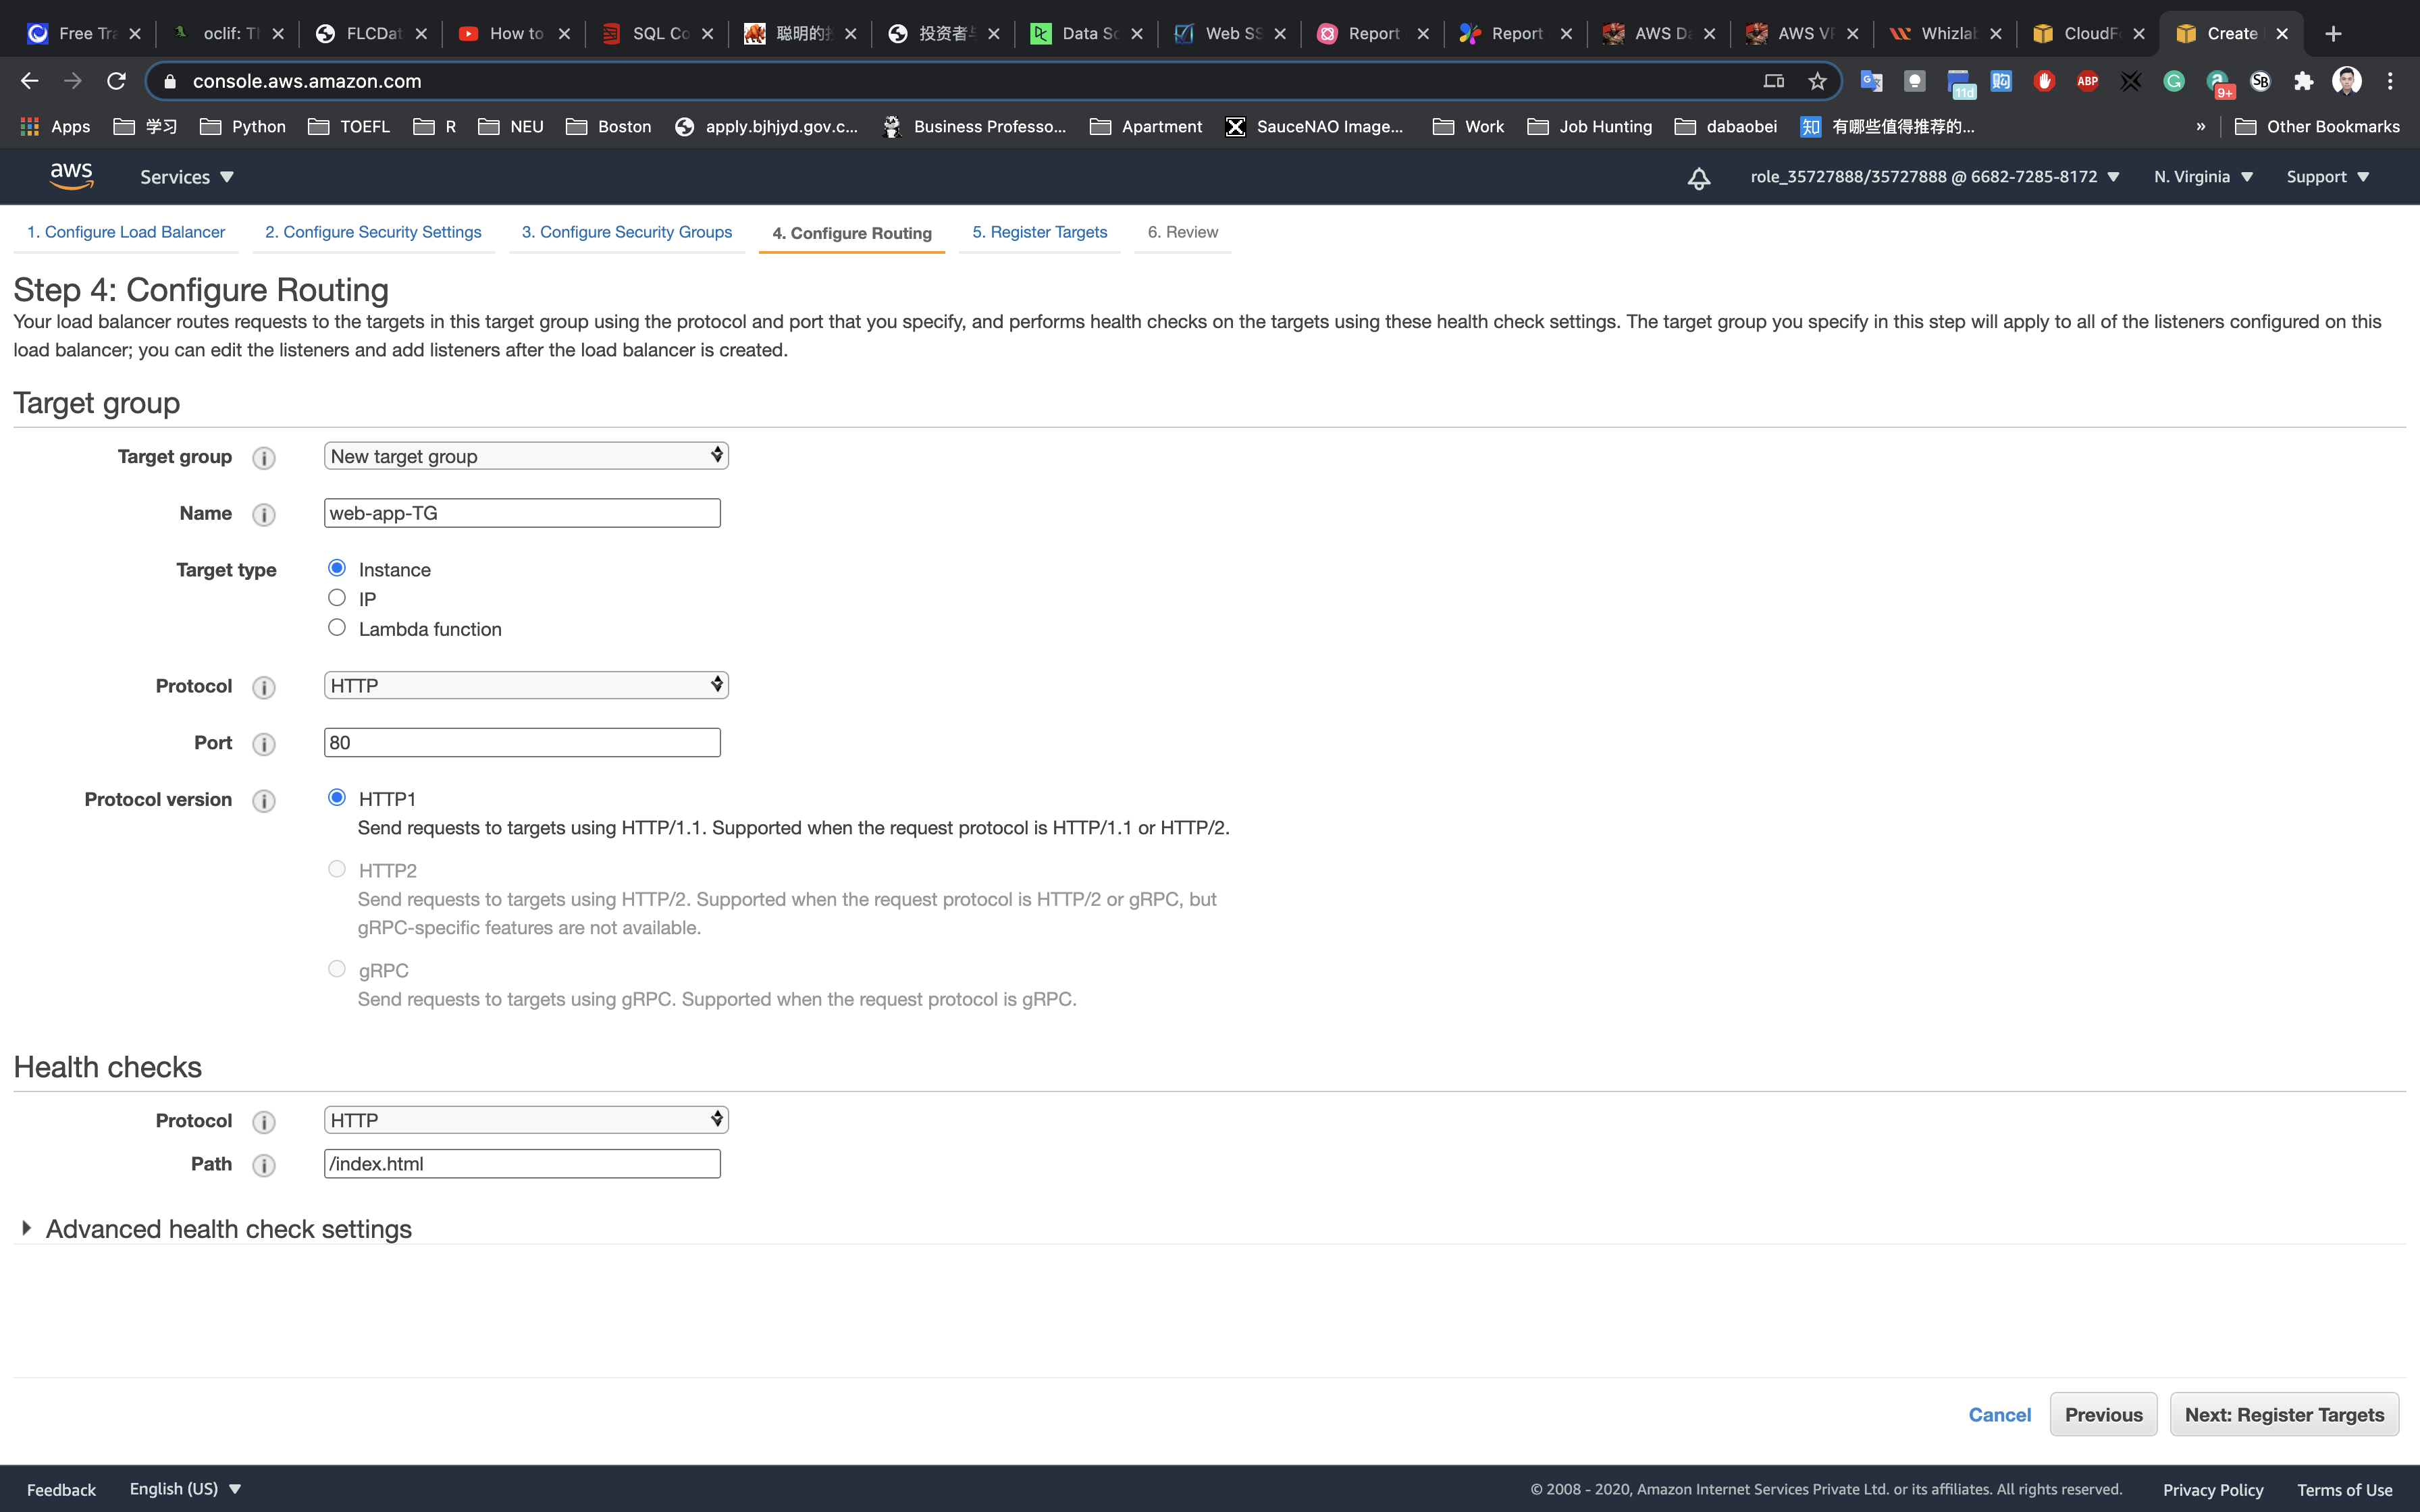 Free Tra
oclif: Th
FLCDat
How to
SQL Co
聪明的
投资者
Data Sc
Web SS
Report
Report
AWS Da
AWS VP
Whizlab
CloudFo
Create
console.aws.amazon.com
11d
ABP
9+
SB
Apps
学习
Python
TOEFL
R
NEU
Boston
apply.bjhjyd.gov.c...
Business Professo...
Apartment
SauceNAO Image...
Work
Job Hunting
dabaobei
知
有哪些值得推荐的...
»
Other Bookmarks
aws
Services
role_35727888/35727888 @ 6682-7285-8172
N. Virginia
Support
1. Configure Load Balancer
2. Configure Security Settings
3. Configure Security Groups
4. Configure Routing
5. Register Targets
6. Review
Step 4: Configure Routing
Your load balancer routes requests to the targets in this target group using the protocol and port that you specify, and performs health checks on the targets using these health check settings. The target group you specify in this step will apply to all of the listeners configured on this
load balancer; you can edit the listeners and add listeners after the load balancer is created.
Target group
Target group
New target group
Name
web-app-TG
Target type
Instance
IP
Lambda function
Protocol
HTTP
Port
80
Protocol version
HTTP1
Send requests to targets using HTTP/1.1. Supported when the request protocol is HTTP/1.1 or HTTP/2.
HTTP2
Send requests to targets using HTTP/2. Supported when the request protocol is HTTP/2 or gRPC, but
gRPC-specific features are not available.
gRPC
Send requests to targets using gRPC. Supported when the request protocol is gRPC.
Health checks
Protocol
HTTP
Path
/index.html
Advanced health check settings
Cancel
Previous
Next: Register Targets
Feedback
English (US)
© 2008 - 2020, Amazon Internet Services Private Ltd. or its affiliates. All rights reserved.
Privacy Policy
Terms of Use